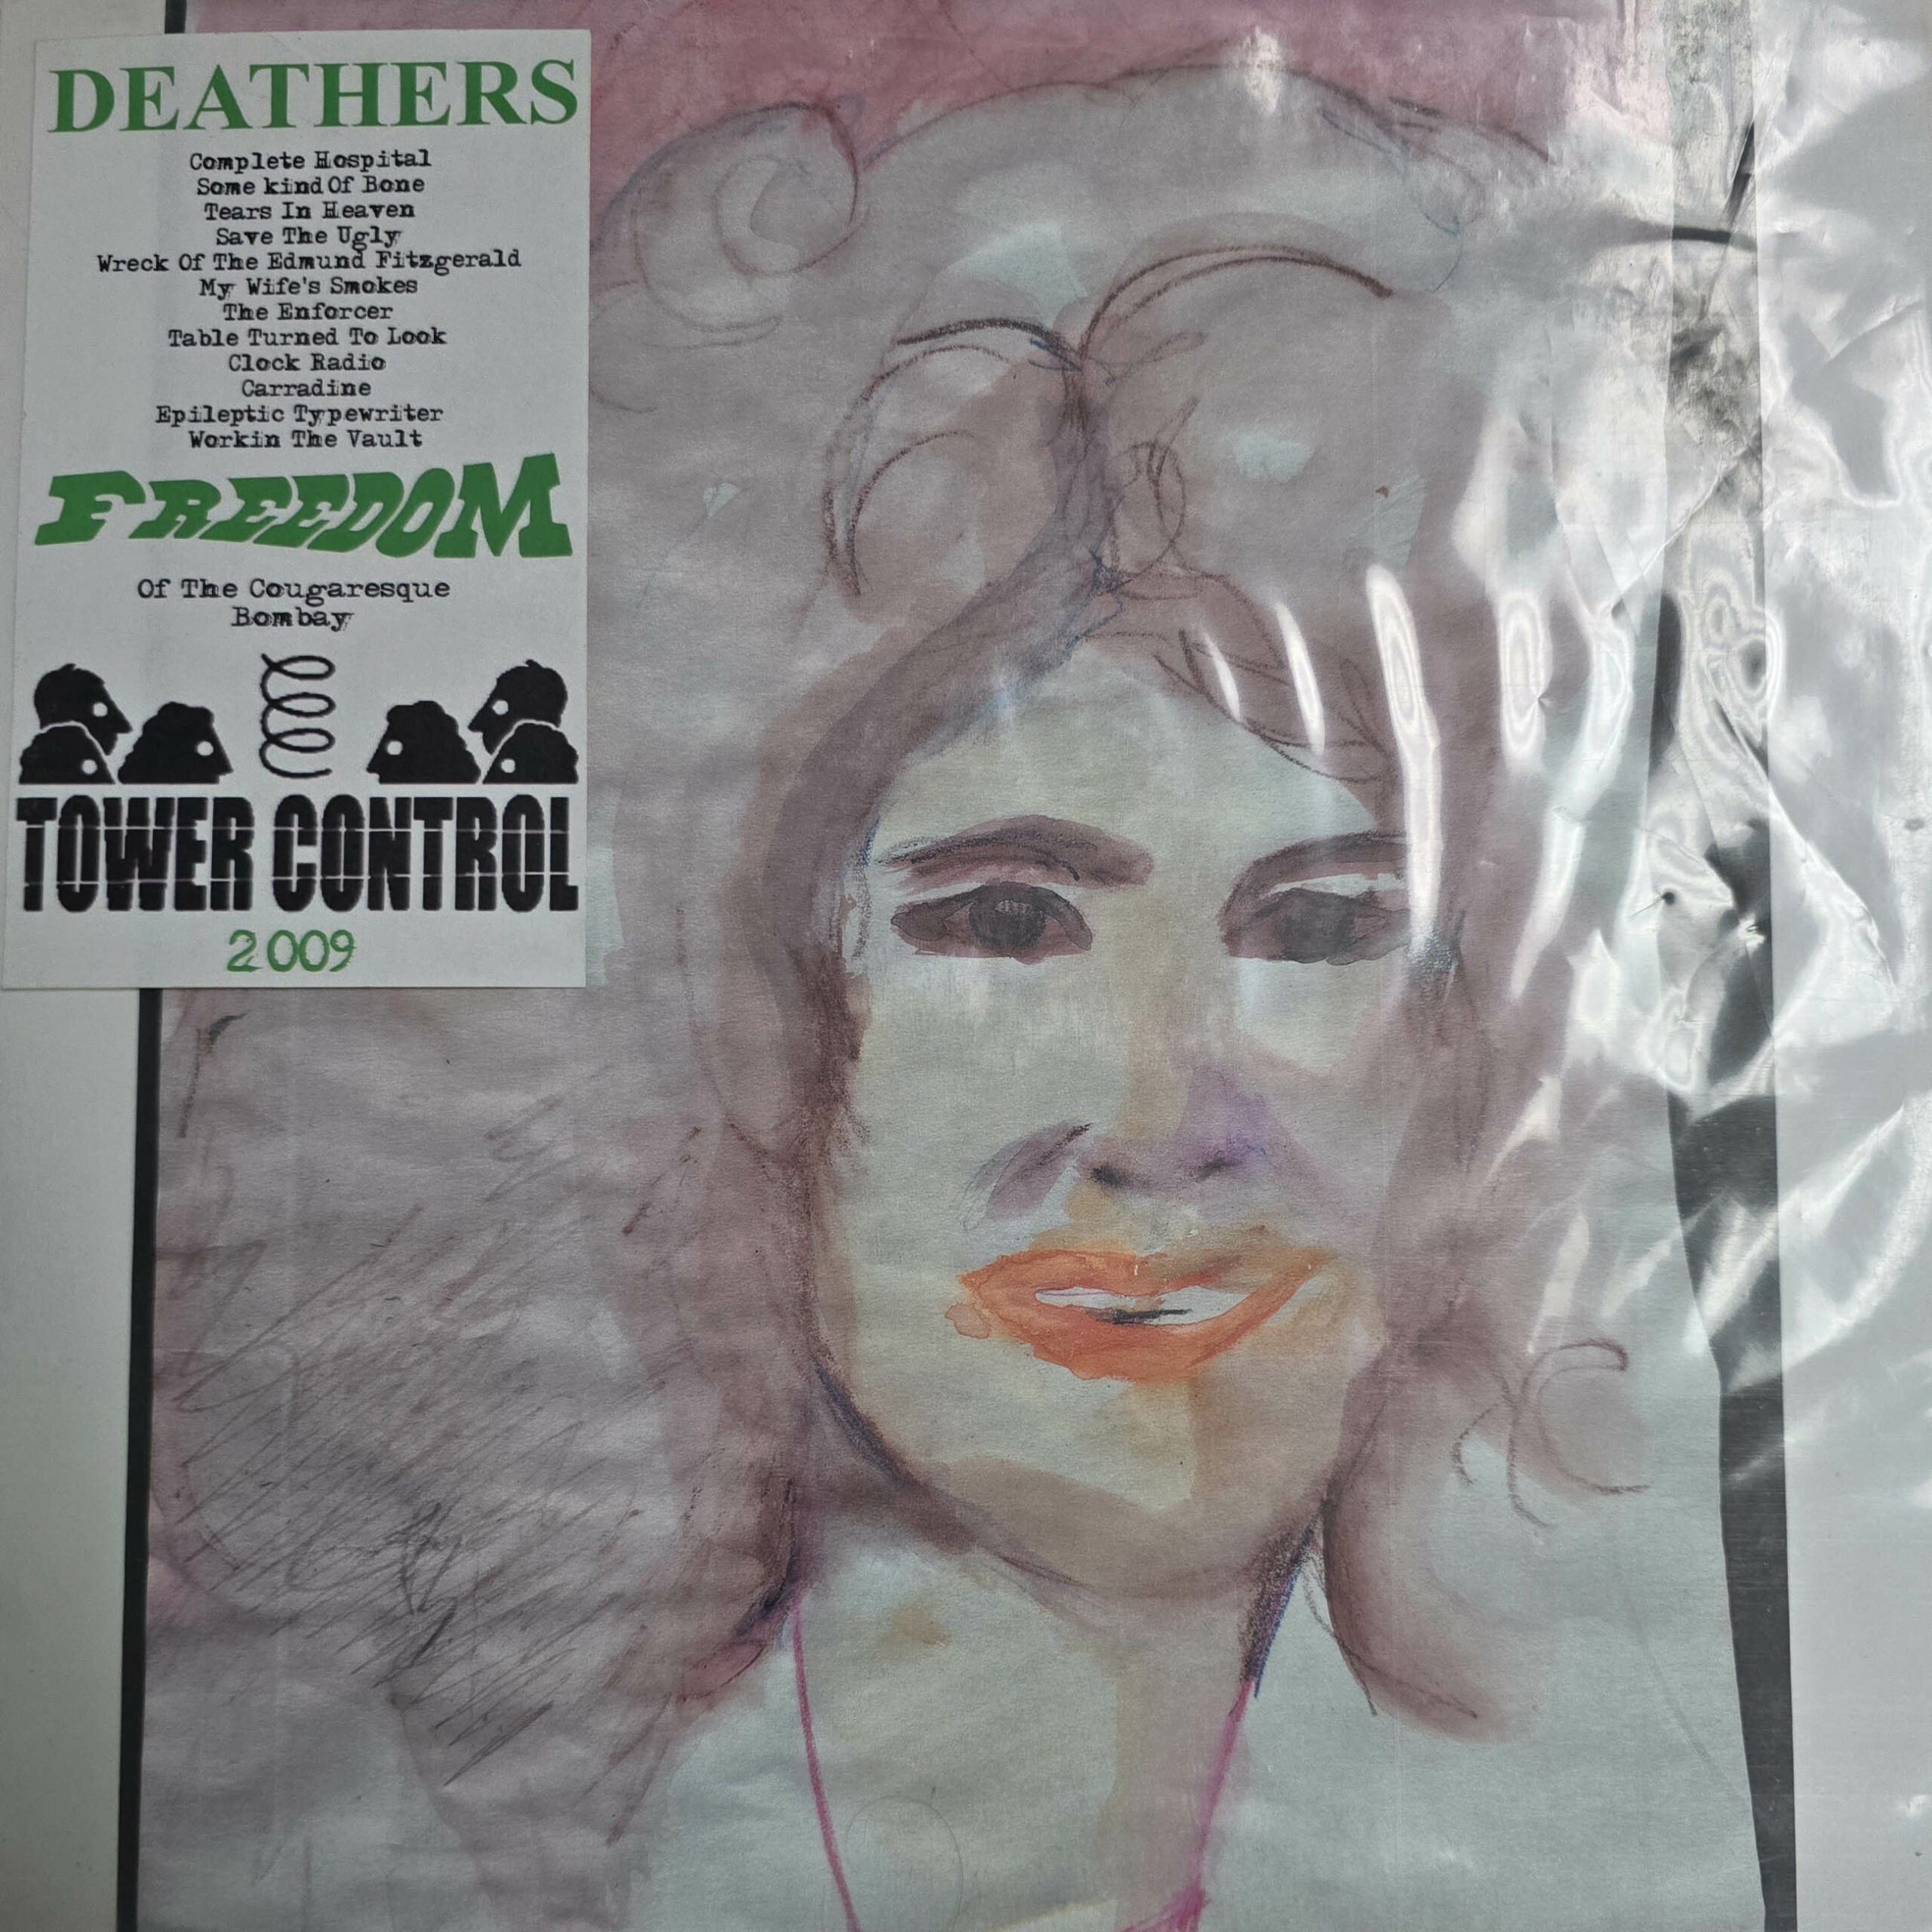 DEATHERS
Complete Hospital
Some kind Of Bone
Tears In Heaven
Save The Ugly
Wreck Of The Edmund Fitzgerald
My Wife's Smokes
The Enforcer
Table Turned To Look
Clock Radio
Carradine
Epileptic Typewriter
Workin The Vault
FREEDOM
Of The Cougaresque
Bombay
TOWER CONTROL
2009